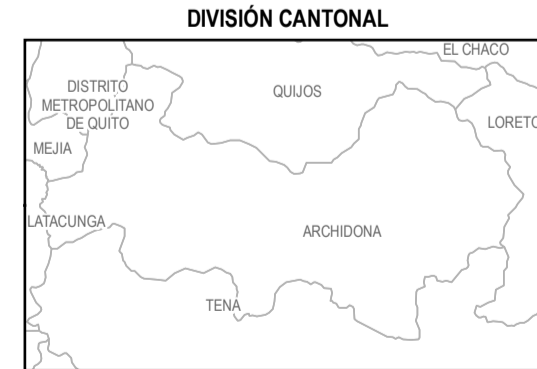 DIVISIÓN CANTONAL
EL CHACO
DISTRITO
METROPOLITANO
DE QUITO
QUIJOS
LORETO
MEJIA
LATACUNGA
ARCHIDONA
TENA